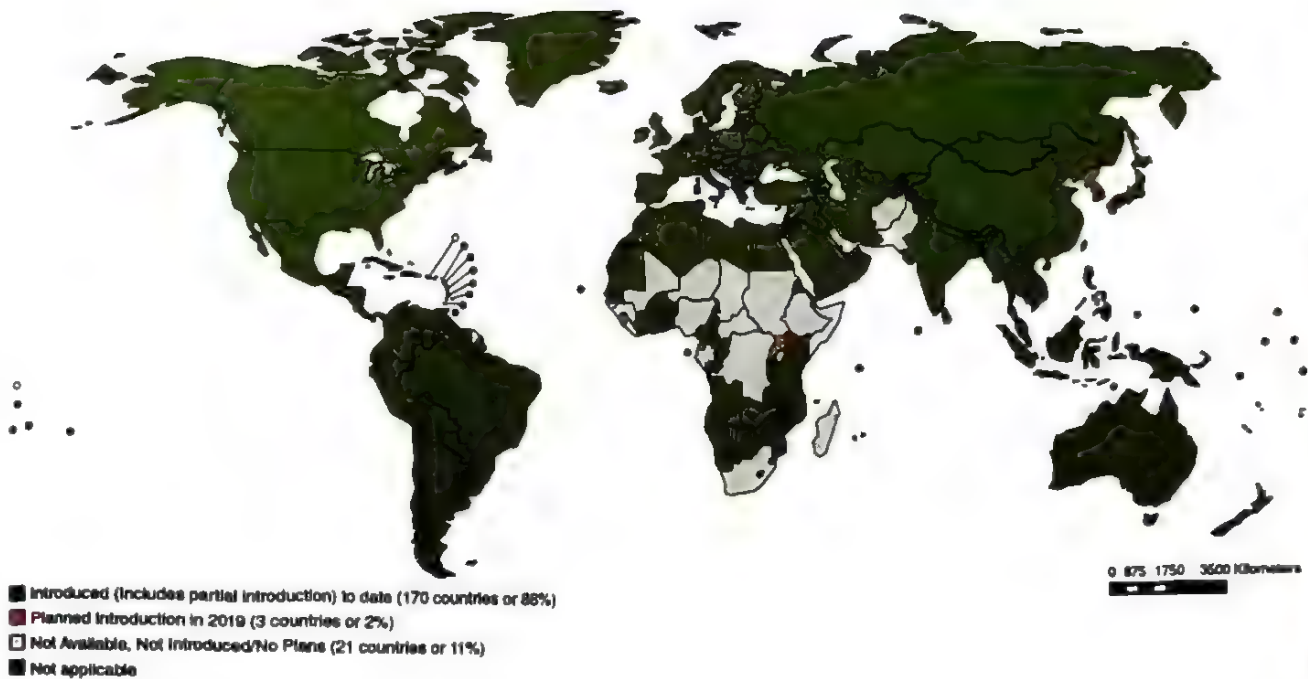 0 875 1750 3500 Kilometers
Introduced (includes partial introduction) to date (170 countries or 88%)
Planned introduction in 2019 (3 countries or 2%)
Not Available, Not Introduced/No Plans (21 countries or 11%)
Not applicable